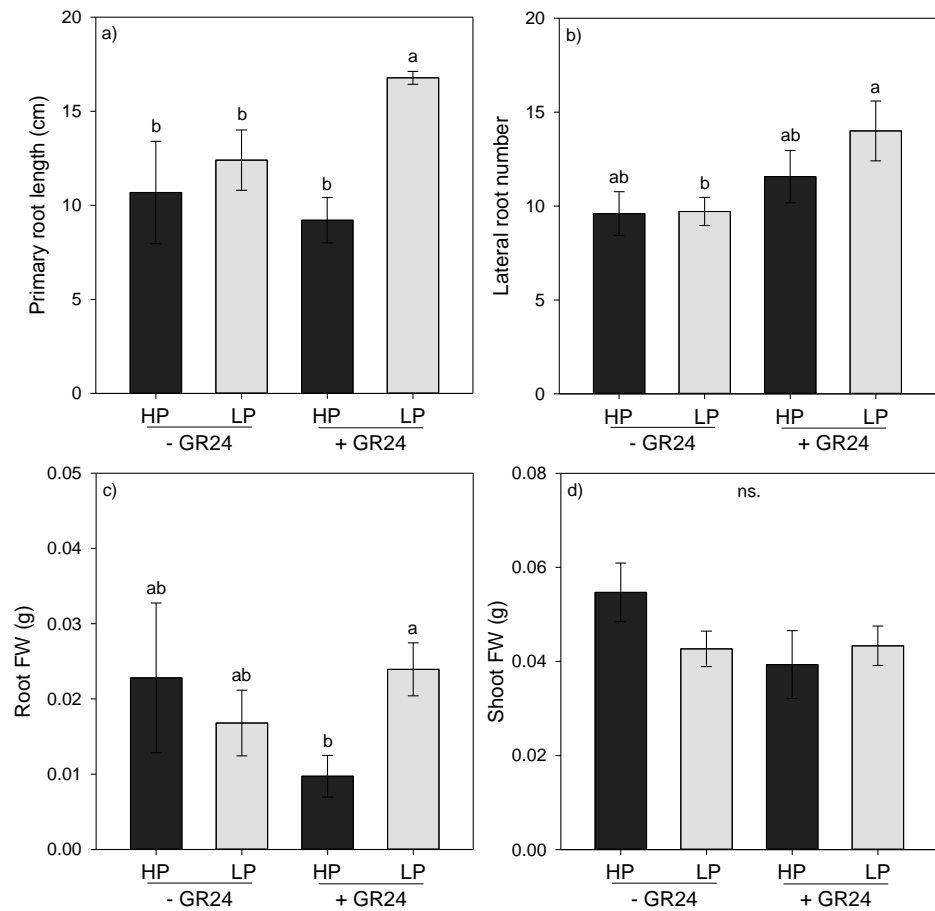 a)
Primary root length (cm)
20
15
10
5
0
b
b
b
a
HP LP HP LP
- GR24 + GR24
b)
Lateral root number
20
15
10
5
0
ab
b
ab
a
HP LP HP LP
- GR24 + GR24
c)
Root FW (g)
0.05
0.04
0.03
0.02
0.01
0.00
ab
ab
b
a
HP LP HP LP
- GR24 + GR24
d)
ns.
Shoot FW (g)
0.08
0.06
0.04
0.02
0.00
HP LP HP LP
- GR24 + GR24